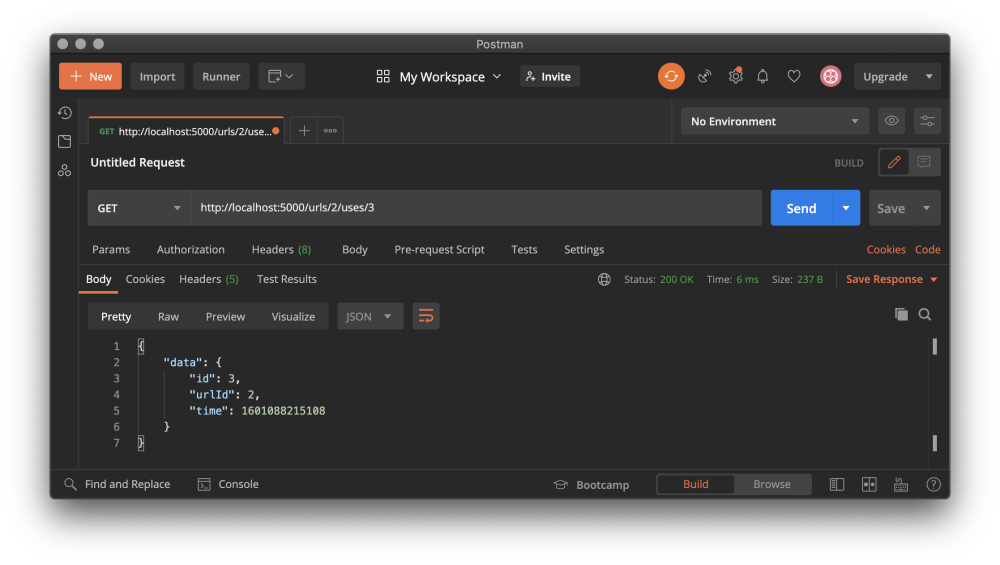 Postman
New Import Runner My Workspace Invite Upgrade
GET http://localhost:5000/urls/2/use... No Environment
Untitled Request BUILD
GET http://localhost:5000/urls/2/uses/3 Send Save
Params Authorization Headers (8) Body Pre-request Script Tests Settings Cookies Code
Body Cookies Headers (5) Test Results Status: 200 OK Time: 6 ms Size: 237 B Save Response
Pretty Raw Preview Visualize JSON
1 {
2 "data": {
3 "id": 3,
4 "urlId": 2,
5 "time": 1601088215108
6 }
7 }
Find and Replace Console Bootcamp Build Browse